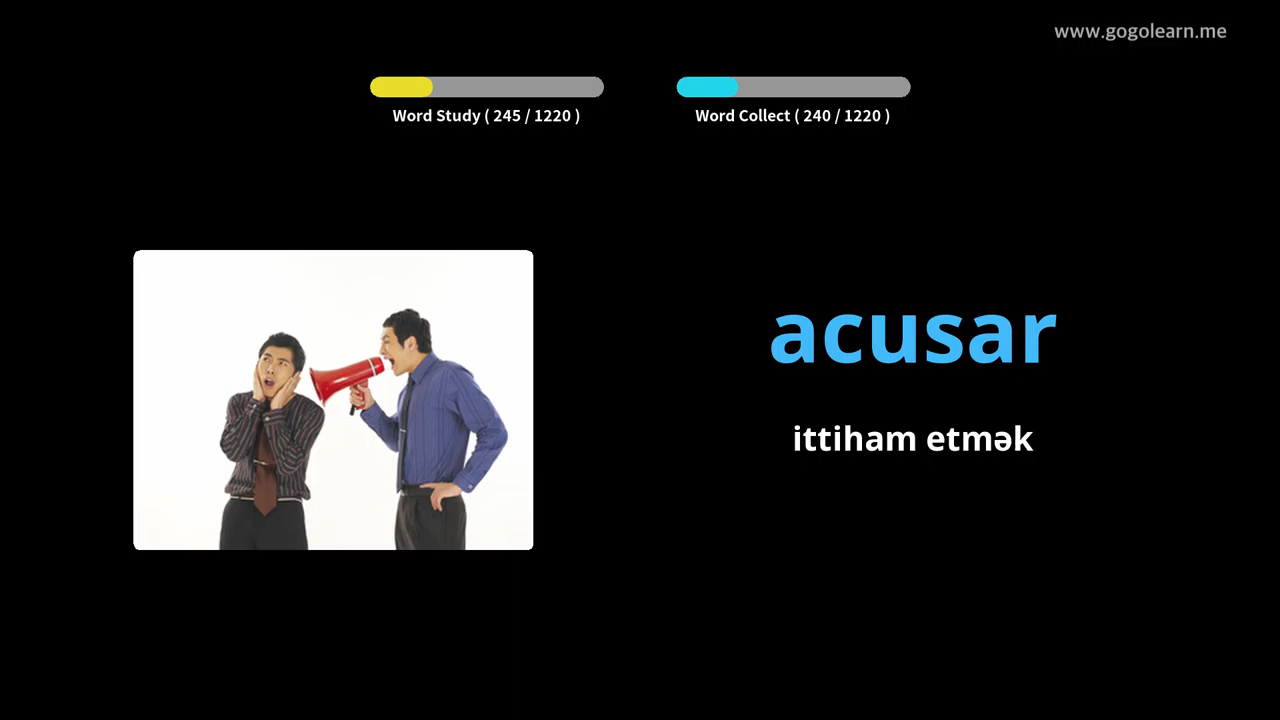 www.gogolearn.me
Word Study ( 245 / 1220 )
Word Collect ( 240 / 1220 )
acusar
ittiham etmək